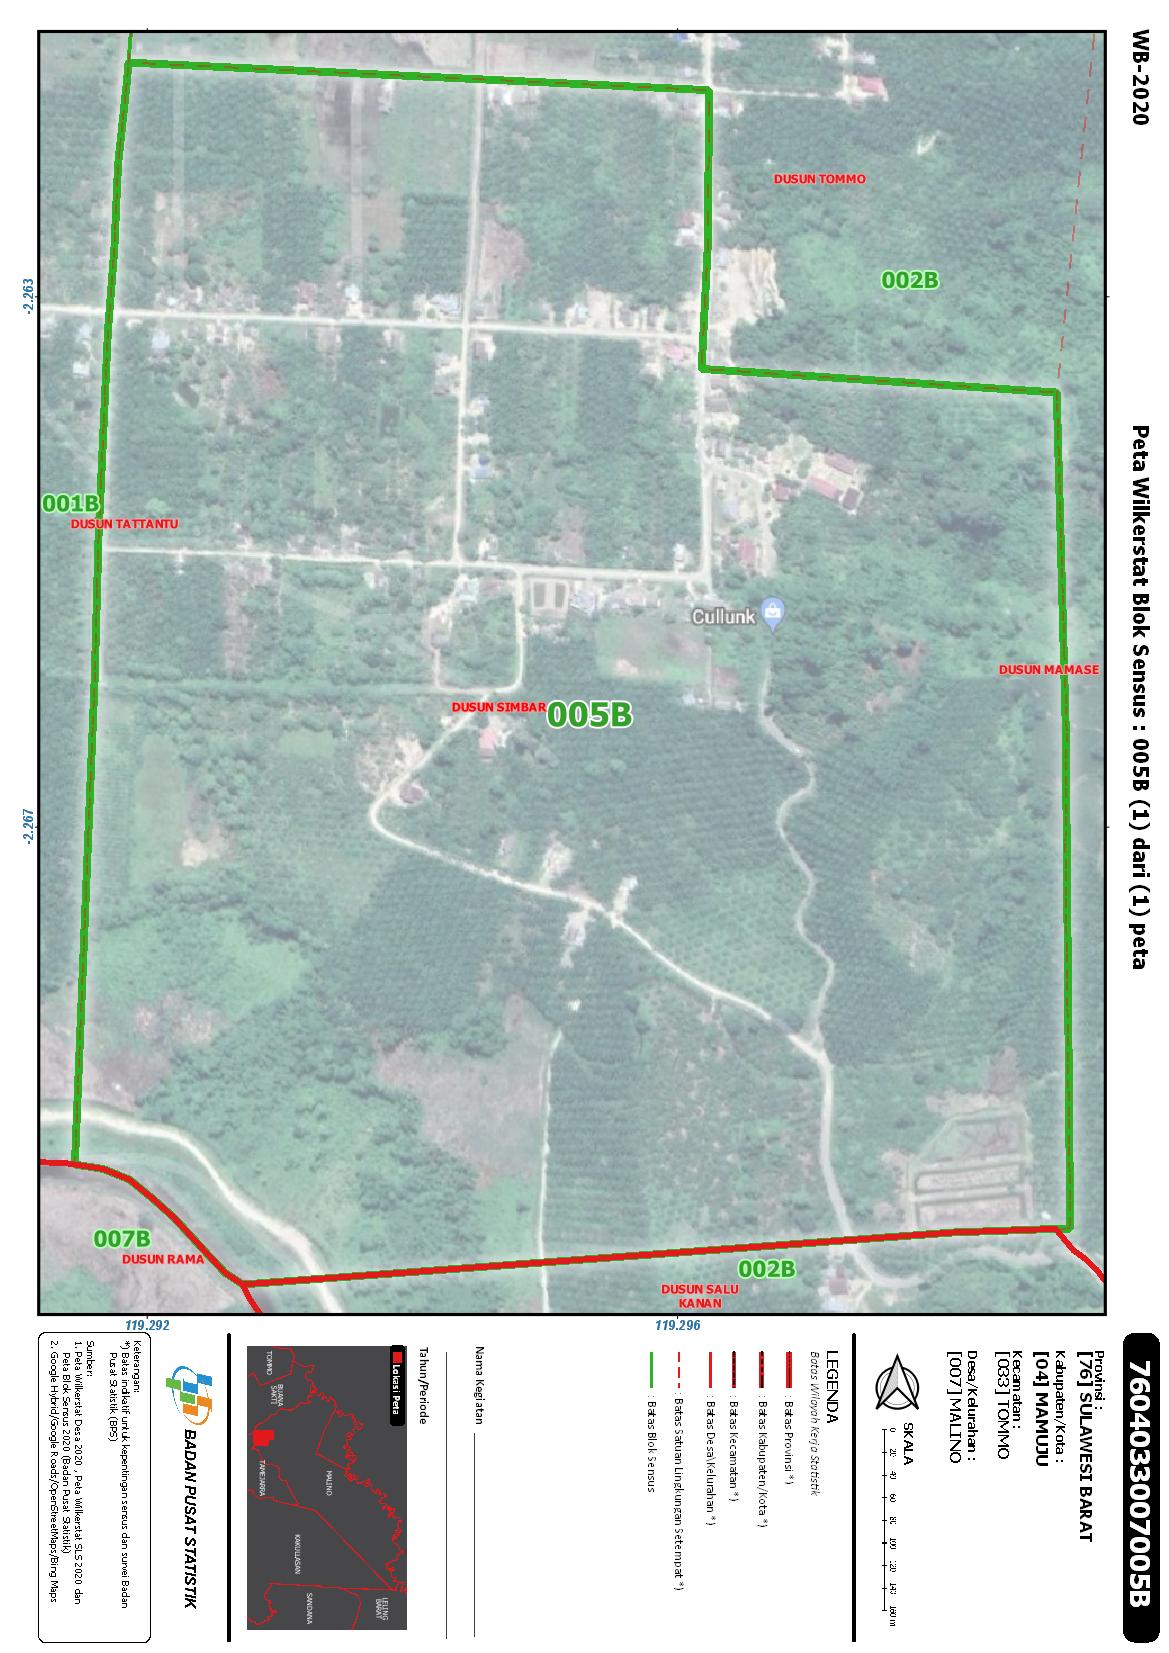 WB-2020
Peta Wilkerstat Blok Sensus : 005B (1) dari (1) peta
7604033007005B
Provinsi :
[76] SULAWESI BARAT
Kabupaten/Kota :
[04] MAMUJU
Kecamatan :
[033] TOMMO
Desa/Kelurahan :
[007] MALINO
SKALA
0 20 40 60 80 100 120 140 160 m
LEGENDA
Batas Wilayah Kerja Statistik
: Batas Provinsi *)
: Batas Kabupaten/Kota *)
: Batas Kecamatan *)
: Batas Desa\Kelurahan *)
: Batas Satuan Lingkungan Setempat *)
: Batas Blok Sensus
Nama Kegiatan
Tahun/Periode
Lokasi Peta
TOMMO
BUANA
SAKTI
MALINO
TAMEJARRA
KAKULLASAN
SANDANA
LELING
BARAT
BADAN PUSAT STATISTIK
Keterangan:
*) Batas indikatif untuk kepentingan sensus dan survei Badan
Pusat Statistik (BPS)
Sumber:
1. Peta Wilkerstat Desa 2020 , Peta Wilkerstat SLS 2020 dan
Peta Blok Sensus 2020 (Badan Pusat Statistik)
2. Google Hybrid/Google Roads/OpenStreetMaps/Bing Maps
DUSUN TOMMO
002B
-2.263
001B
DUSUN TATTANTU
Cullunk
DUSUN MAMASE
DUSUN SIMBAR
005B
-2.267
007B
DUSUN RAMA
002B
DUSUN SALU
KANAN
119.292
119.296